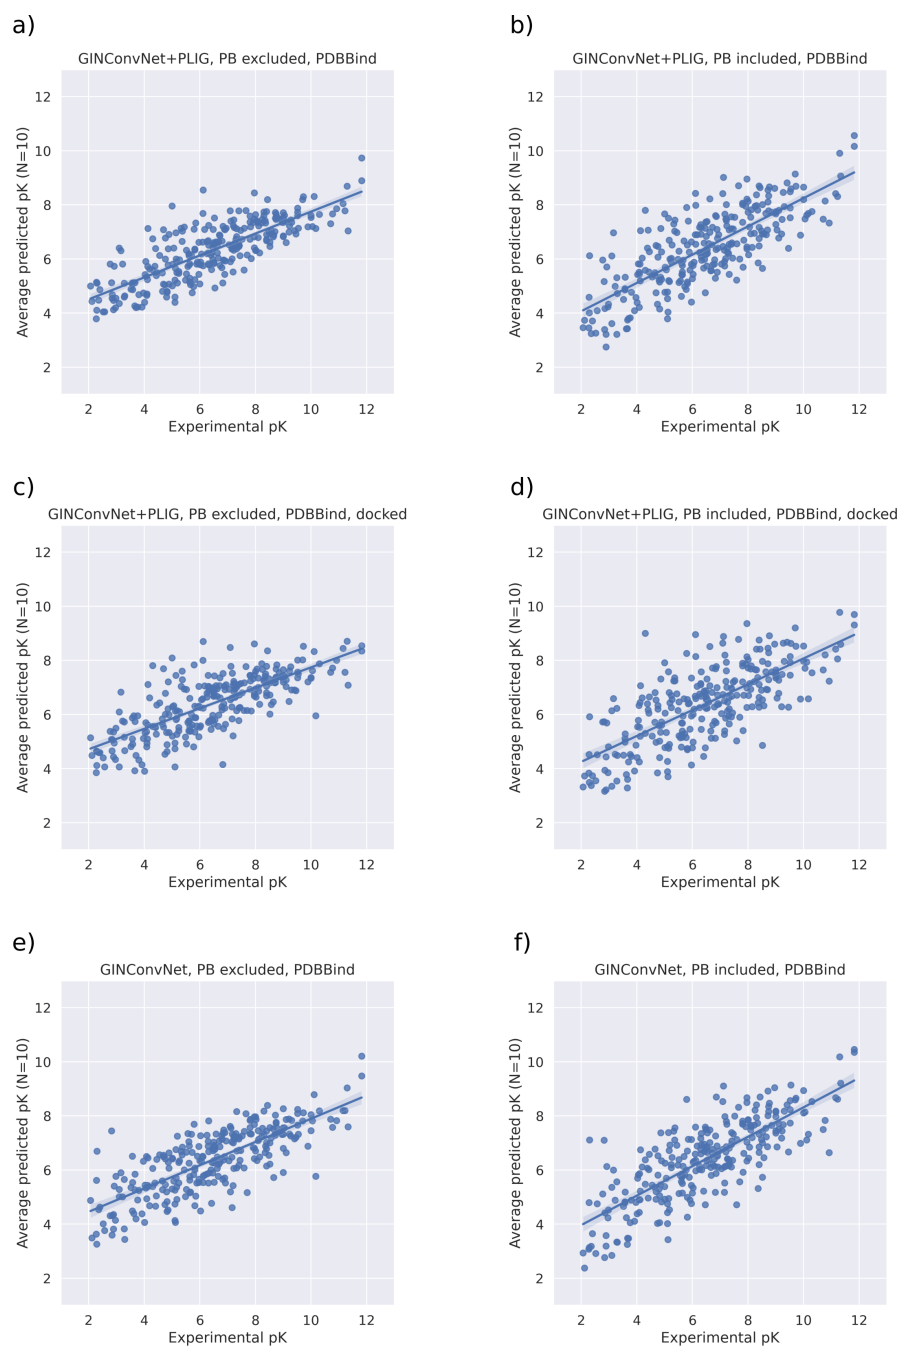 a)
GINConvNet+PLIG, PB excluded, PDBBind
12
10
8
6
4
2
Average predicted pK (N=10)
2 4 6 8 10 12
Experimental pK
b)
GINConvNet+PLIG, PB included, PDBBind
12
10
8
6
4
2
Average predicted pK (N=10)
2 4 6 8 10 12
Experimental pK
c)
GINConvNet+PLIG, PB excluded, PDBBind, docked
12
10
8
6
4
2
Average predicted pK (N=10)
2 4 6 8 10 12
Experimental pK
d)
GINConvNet+PLIG, PB included, PDBBind, docked
12
10
8
6
4
2
Average predicted pK (N=10)
2 4 6 8 10 12
Experimental pK
e)
GINConvNet, PB excluded, PDBBind
12
10
8
6
4
2
Average predicted pK (N=10)
2 4 6 8 10 12
Experimental pK
f)
GINConvNet, PB included, PDBBind
12
10
8
6
4
2
Average predicted pK (N=10)
2 4 6 8 10 12
Experimental pK